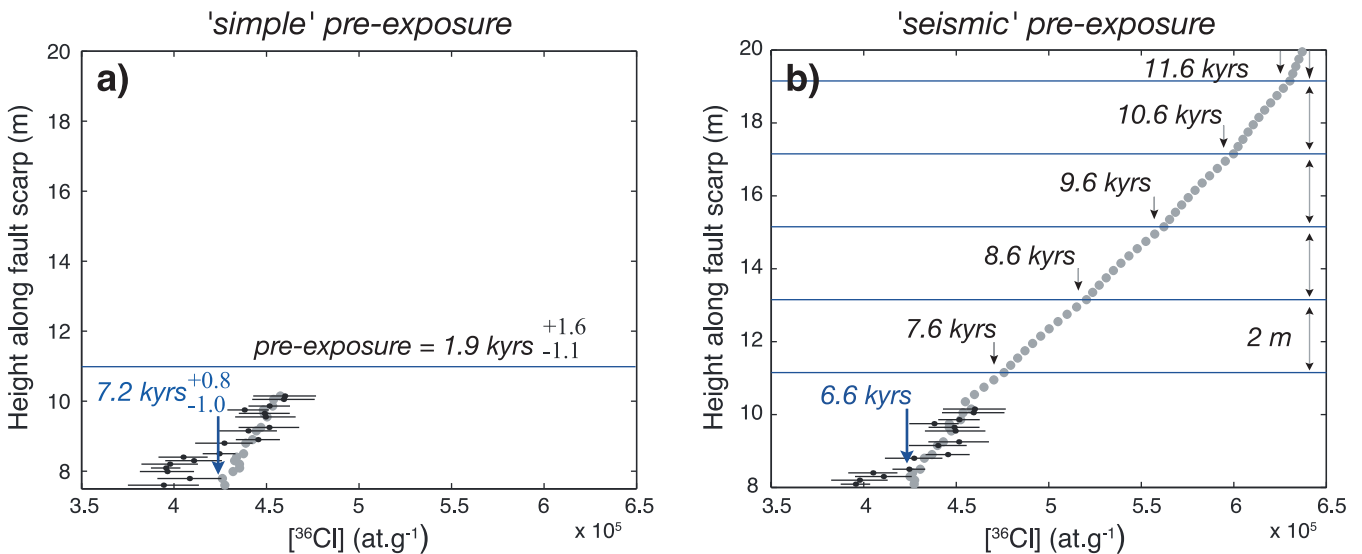 'simple' pre-exposure
a)
20
18
16
14
12
10
8
Height along fault scarp (m)
pre-exposure = 1.9 kyrs +1.6 -1.1
7.2 kyrs +0.8 -1.0
3.5 4 4.5 5 5.5 6 6.5
x 10⁵
[³⁶Cl] (at.g⁻¹)
'seismic' pre-exposure
b)
20
18
16
14
12
10
8
Height along fault scarp (m)
11.6 kyrs
10.6 kyrs
9.6 kyrs
8.6 kyrs
7.6 kyrs
2 m
6.6 kyrs
3.5 4 4.5 5 5.5 6 6.5
x 10⁵
[³⁶Cl] (at.g⁻¹)